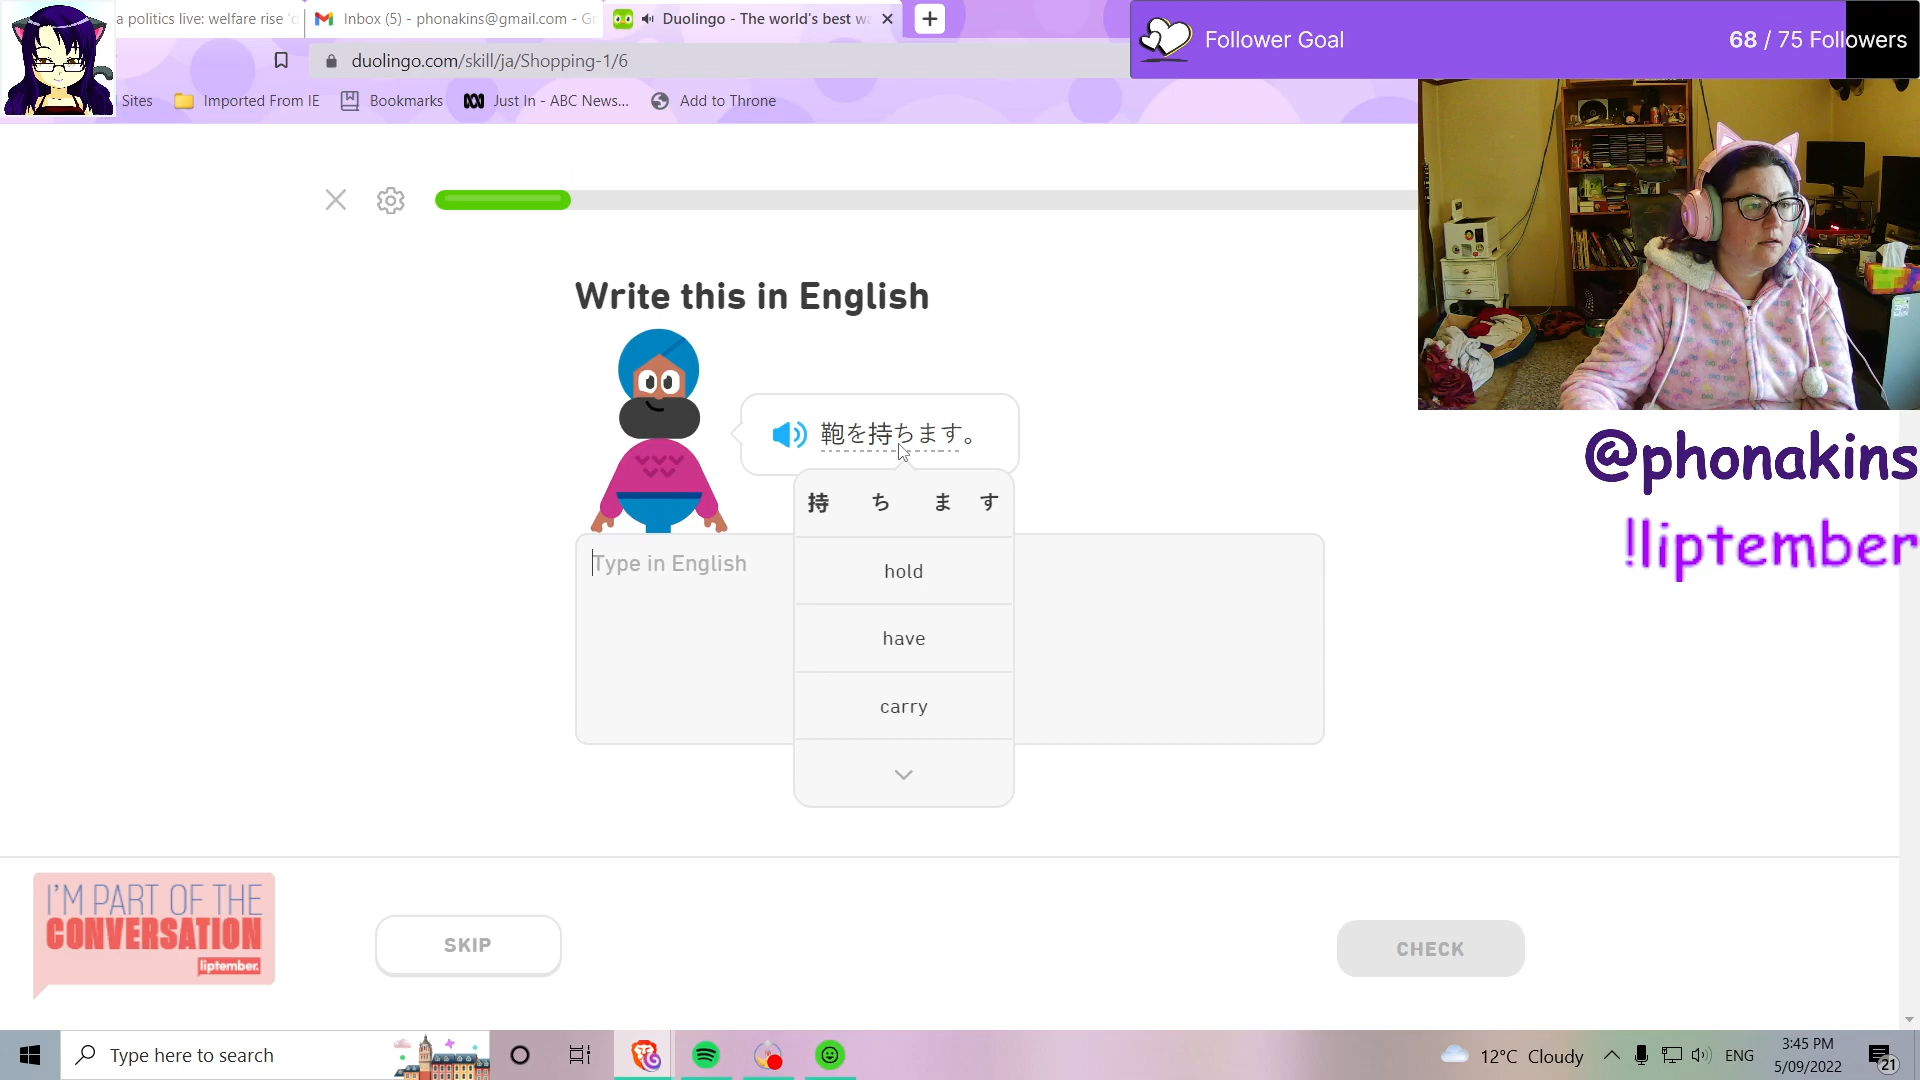 a politics live: welfare rise 'd
Inbox (5) - phonakins@gmail.com - Gr
Duolingo - The world's best wa
Follower Goal
68 / 75 Followers
duolingo.com/skill/ja/Shopping-1/6
Sites
Imported From IE
Bookmarks
Just In - ABC News...
Add to Throne
Write this in English
鞄を持ちます。
持ちます
hold
have
carry
Type in English
@phonakins
!liptember
I'M PART OF THE
CONVERSATION
liptember.
SKIP
CHECK
Type here to search
12°C Cloudy
ENG
3:45 PM
5/09/2022
21